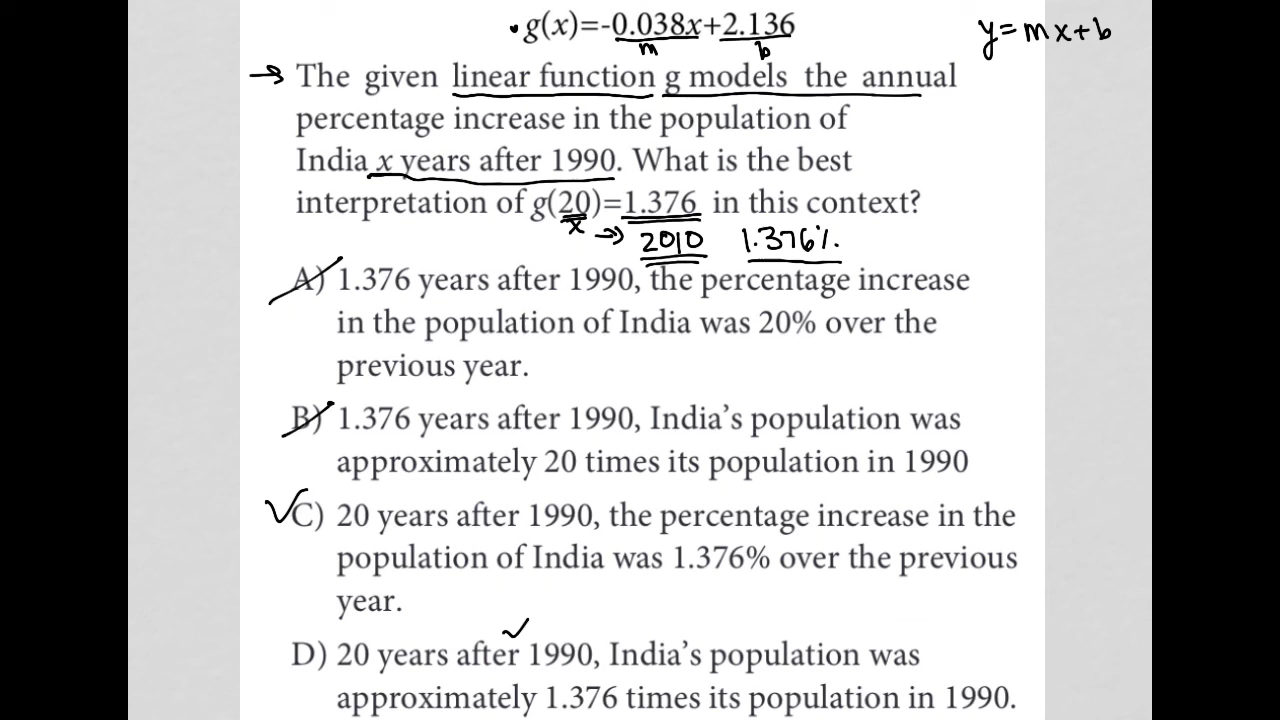 g(x)=-0.038x+2.136
y=mx+b
m
b
The given linear function g models the annual
percentage increase in the population of
India x years after 1990. What is the best
interpretation of g(20)=1.376 in this context?
x
2010 1.376%.
A) 1.376 years after 1990, the percentage increase
in the population of India was 20% over the
previous year.
B) 1.376 years after 1990, India’s population was
approximately 20 times its population in 1990
C) 20 years after 1990, the percentage increase in the
population of India was 1.376% over the previous
year.
D) 20 years after 1990, India’s population was
approximately 1.376 times its population in 1990.